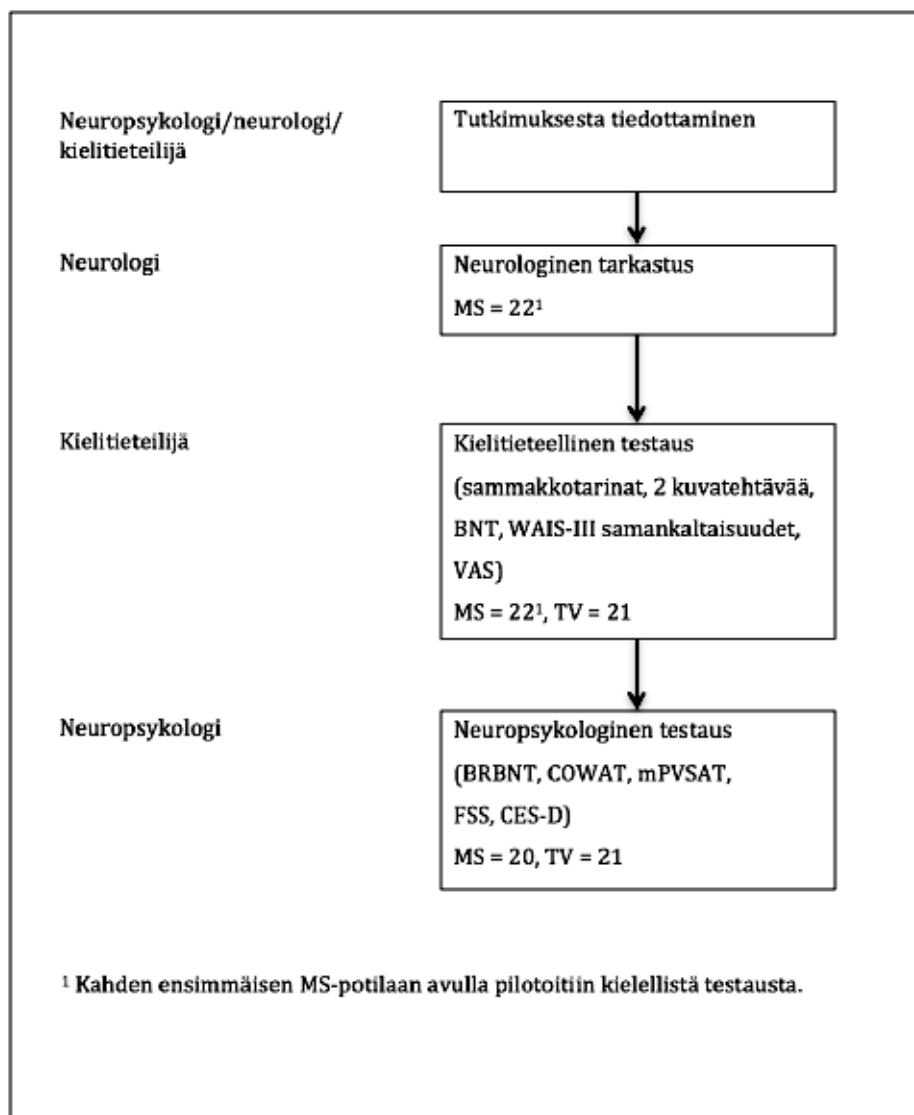 Neuropsykologi/neurologi/
kielitieteilijä
Tutkimuksesta tiedottaminen
Neurologi
Neurologinen tarkastus
MS = 22¹
Kielitieteilijä
Kielitieteellinen testaus
(sammakkotarinat, 2 kuvatehtävää,
BNT, WAIS-III samankaltaisuudet,
VAS)
MS = 22¹, TV = 21
Neuropsykologi
Neuropsykologinen testaus
(BRBNT, COWAT, mPVSAT,
FSS, CES-D)
MS = 20, TV = 21
¹ Kahden ensimmäisen MS-potilaan avulla pilotoitiin kielellistä testausta.